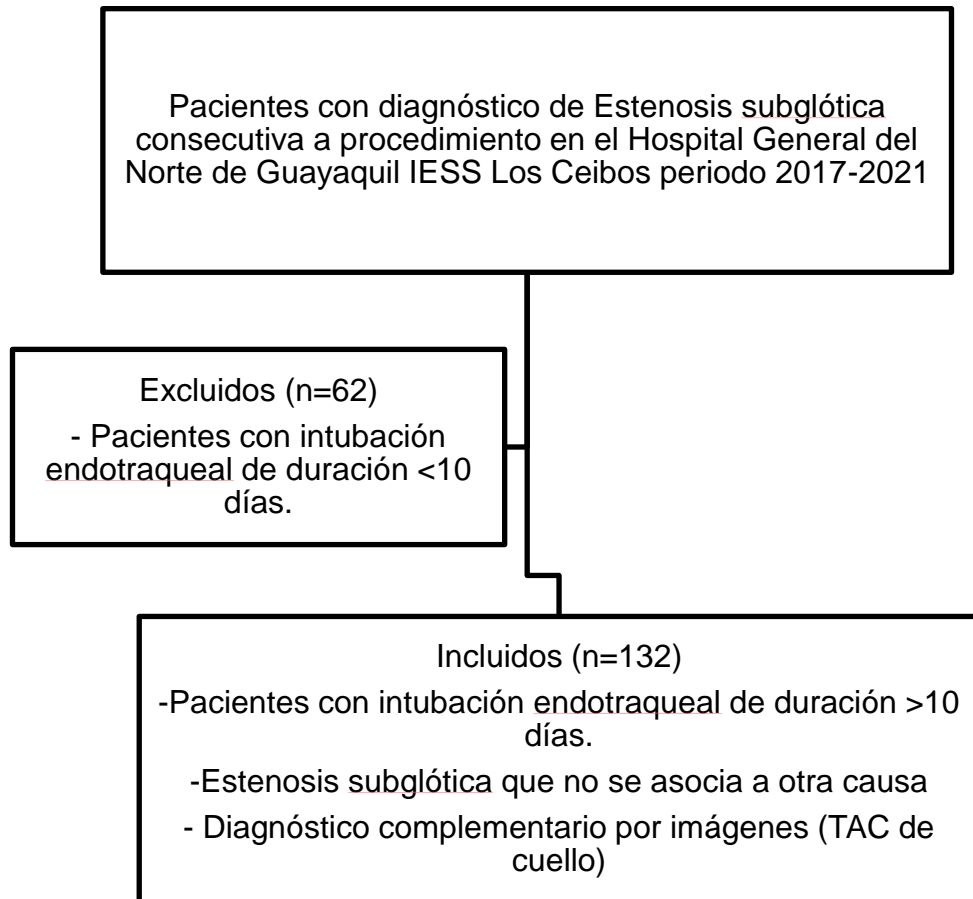 Pacientes con diagnóstico de Estenosis subglótica
consecutiva a procedimiento en el Hospital General del
Norte de Guayaquil IESS Los Ceibos periodo 2017-2021
Excluidos (n=62)
- Pacientes con intubación
endotraqueal de duración <10
días.
Incluidos (n=132)
-Pacientes con intubación endotraqueal de duración >10
días.
-Estenosis subglótica que no se asocia a otra causa
- Diagnóstico complementario por imágenes (TAC de
cuello)